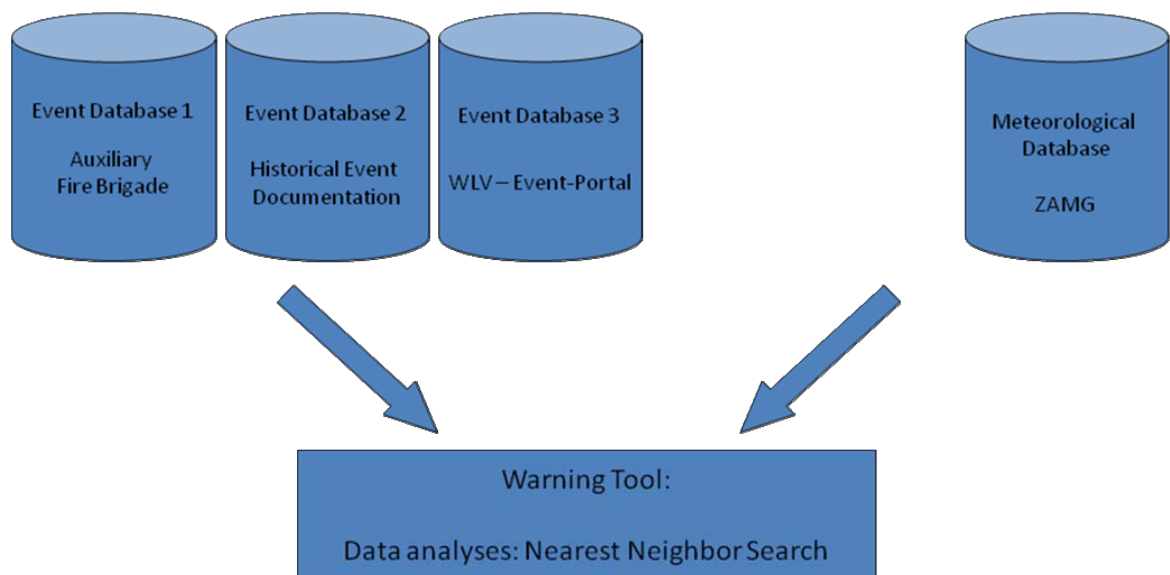 Event Database 1
Auxiliary
Fire Brigade
Event Database 2
Historical Event
Documentation
Event Database 3
WLV – Event-Portal
Meteorological
Database
ZAMG
Warning Tool:
Data analyses: Nearest Neighbor Search